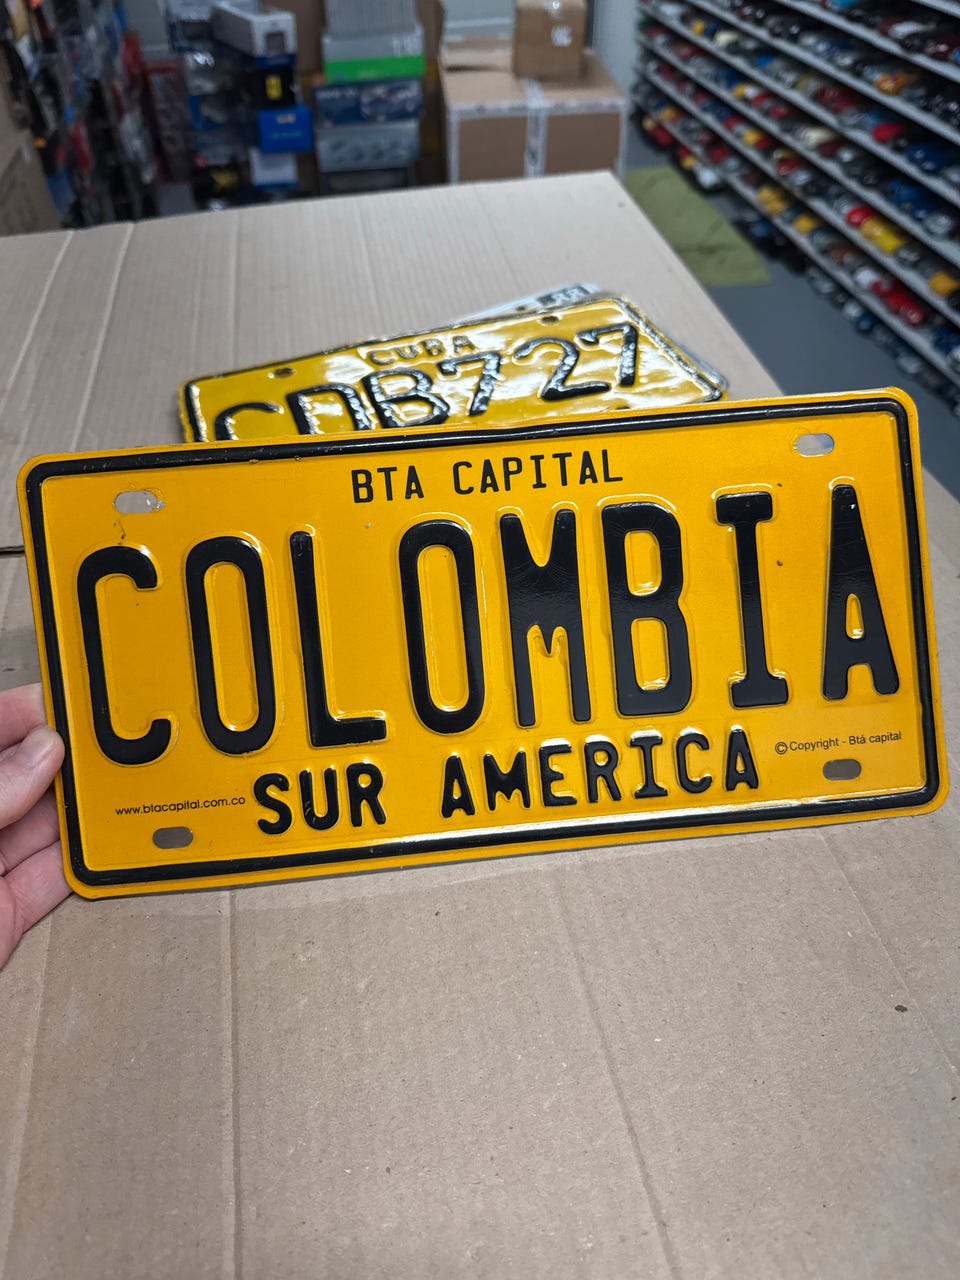 CUBA
CDB727
BTA CAPITAL
COLOMBIA
SUR AMERICA
©Copyright - Btá capital
www.btacapital.com.co